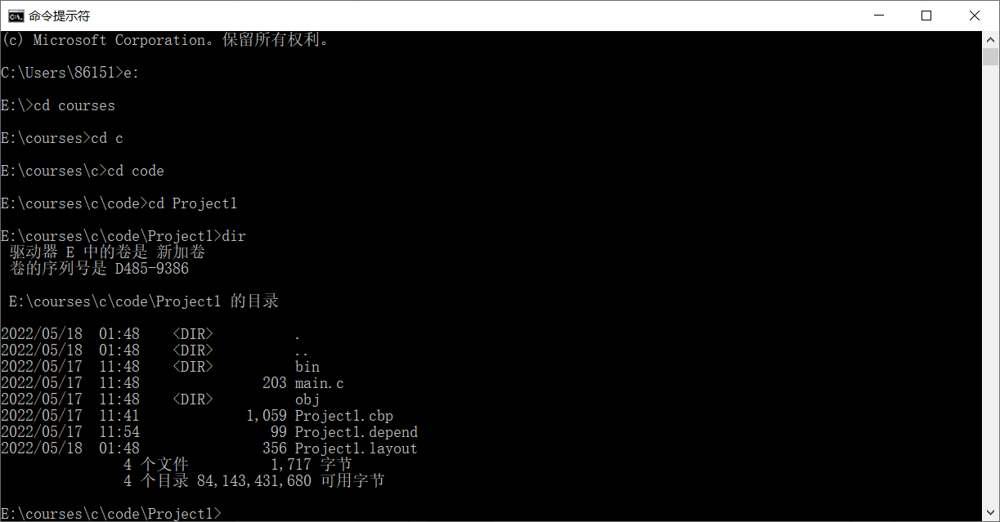 命令提示符
(c) Microsoft Corporation。保留所有权利。
C:\Users\86151>e:
E:\>cd courses
E:\courses>cd c
E:\courses\c>cd code
E:\courses\c\code>cd Project1
E:\courses\c\code\Project1>dir
 驱动器 E 中的卷是 新加卷
 卷的序列号是 D485-9386
 E:\courses\c\code\Project1 的目录
2022/05/18  01:48    <DIR>          .
2022/05/18  01:48    <DIR>          ..
2022/05/17  11:48    <DIR>          bin
2022/05/17  11:48               203 main.c
2022/05/17  11:48    <DIR>          obj
2022/05/17  11:41             1,059 Project1.cbp
2022/05/17  11:54                99 Project1.depend
2022/05/18  01:48               356 Project1.layout
               4 个文件          1,717 字节
               4 个目录 84,143,431,680 可用字节
E:\courses\c\code\Project1>